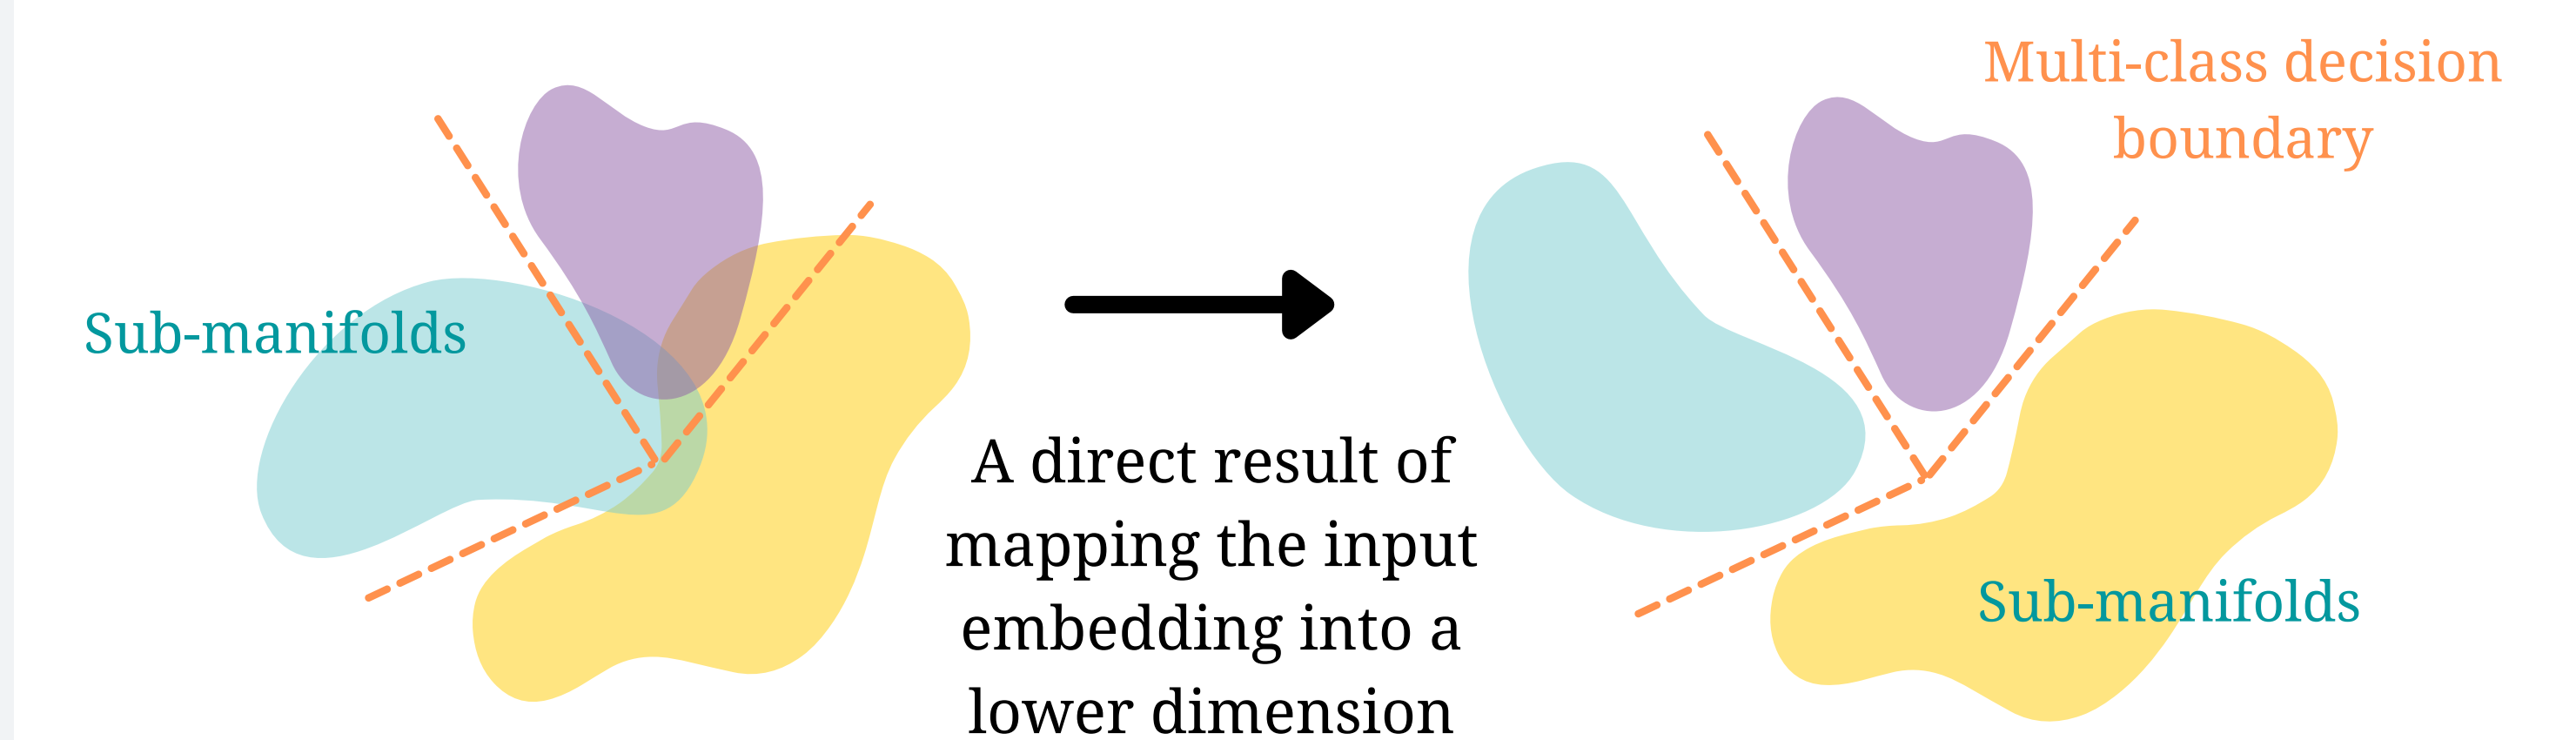 Sub-manifolds
A direct result of
mapping the input
embedding into a
lower dimension
Multi-class decision
boundary
Sub-manifolds